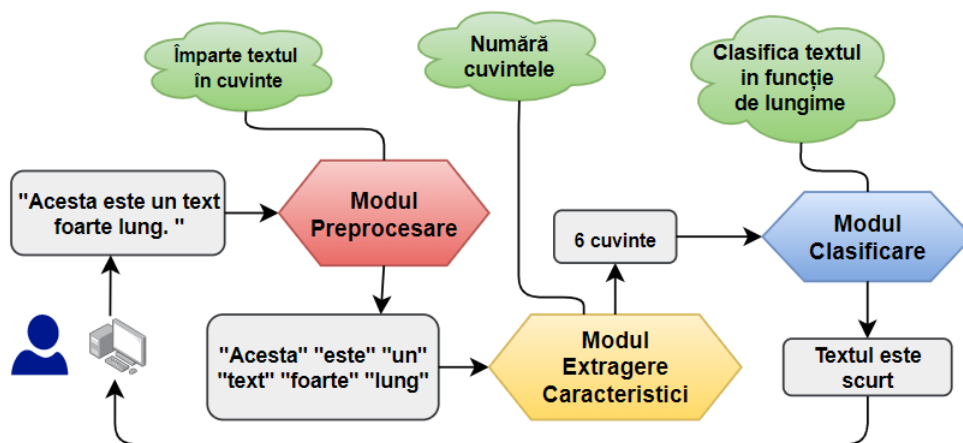 Împarte textul
în cuvinte
Numără
cuvintele
Clasifica textul
in funcție
de lungime
"Acesta este un text
foarte lung. "
Modul
Preprocesare
6 cuvinte
Modul
Clasificare
"Acesta" "este" "un"
"text" "foarte" "lung"
Modul
Extragere
Caracteristici
Textul este
scurt